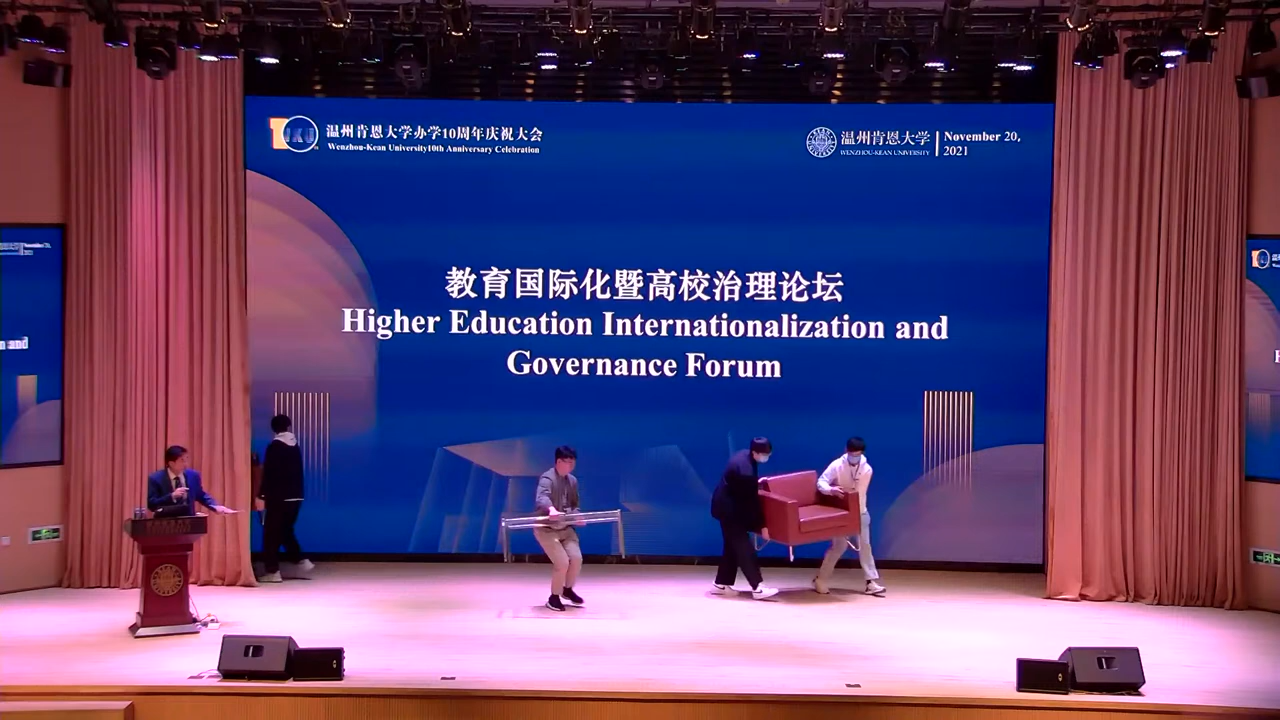 温州肯恩大学办学10周年庆祝大会
Wenzhou-Kean University10th Anniversary Celebration
温州肯恩大学
WENZHOU-KEAN UNIVERSITY
November 20,
2021
教育国际化暨高校治理论坛
Higher Education Internationalization and
Governance Forum
n and